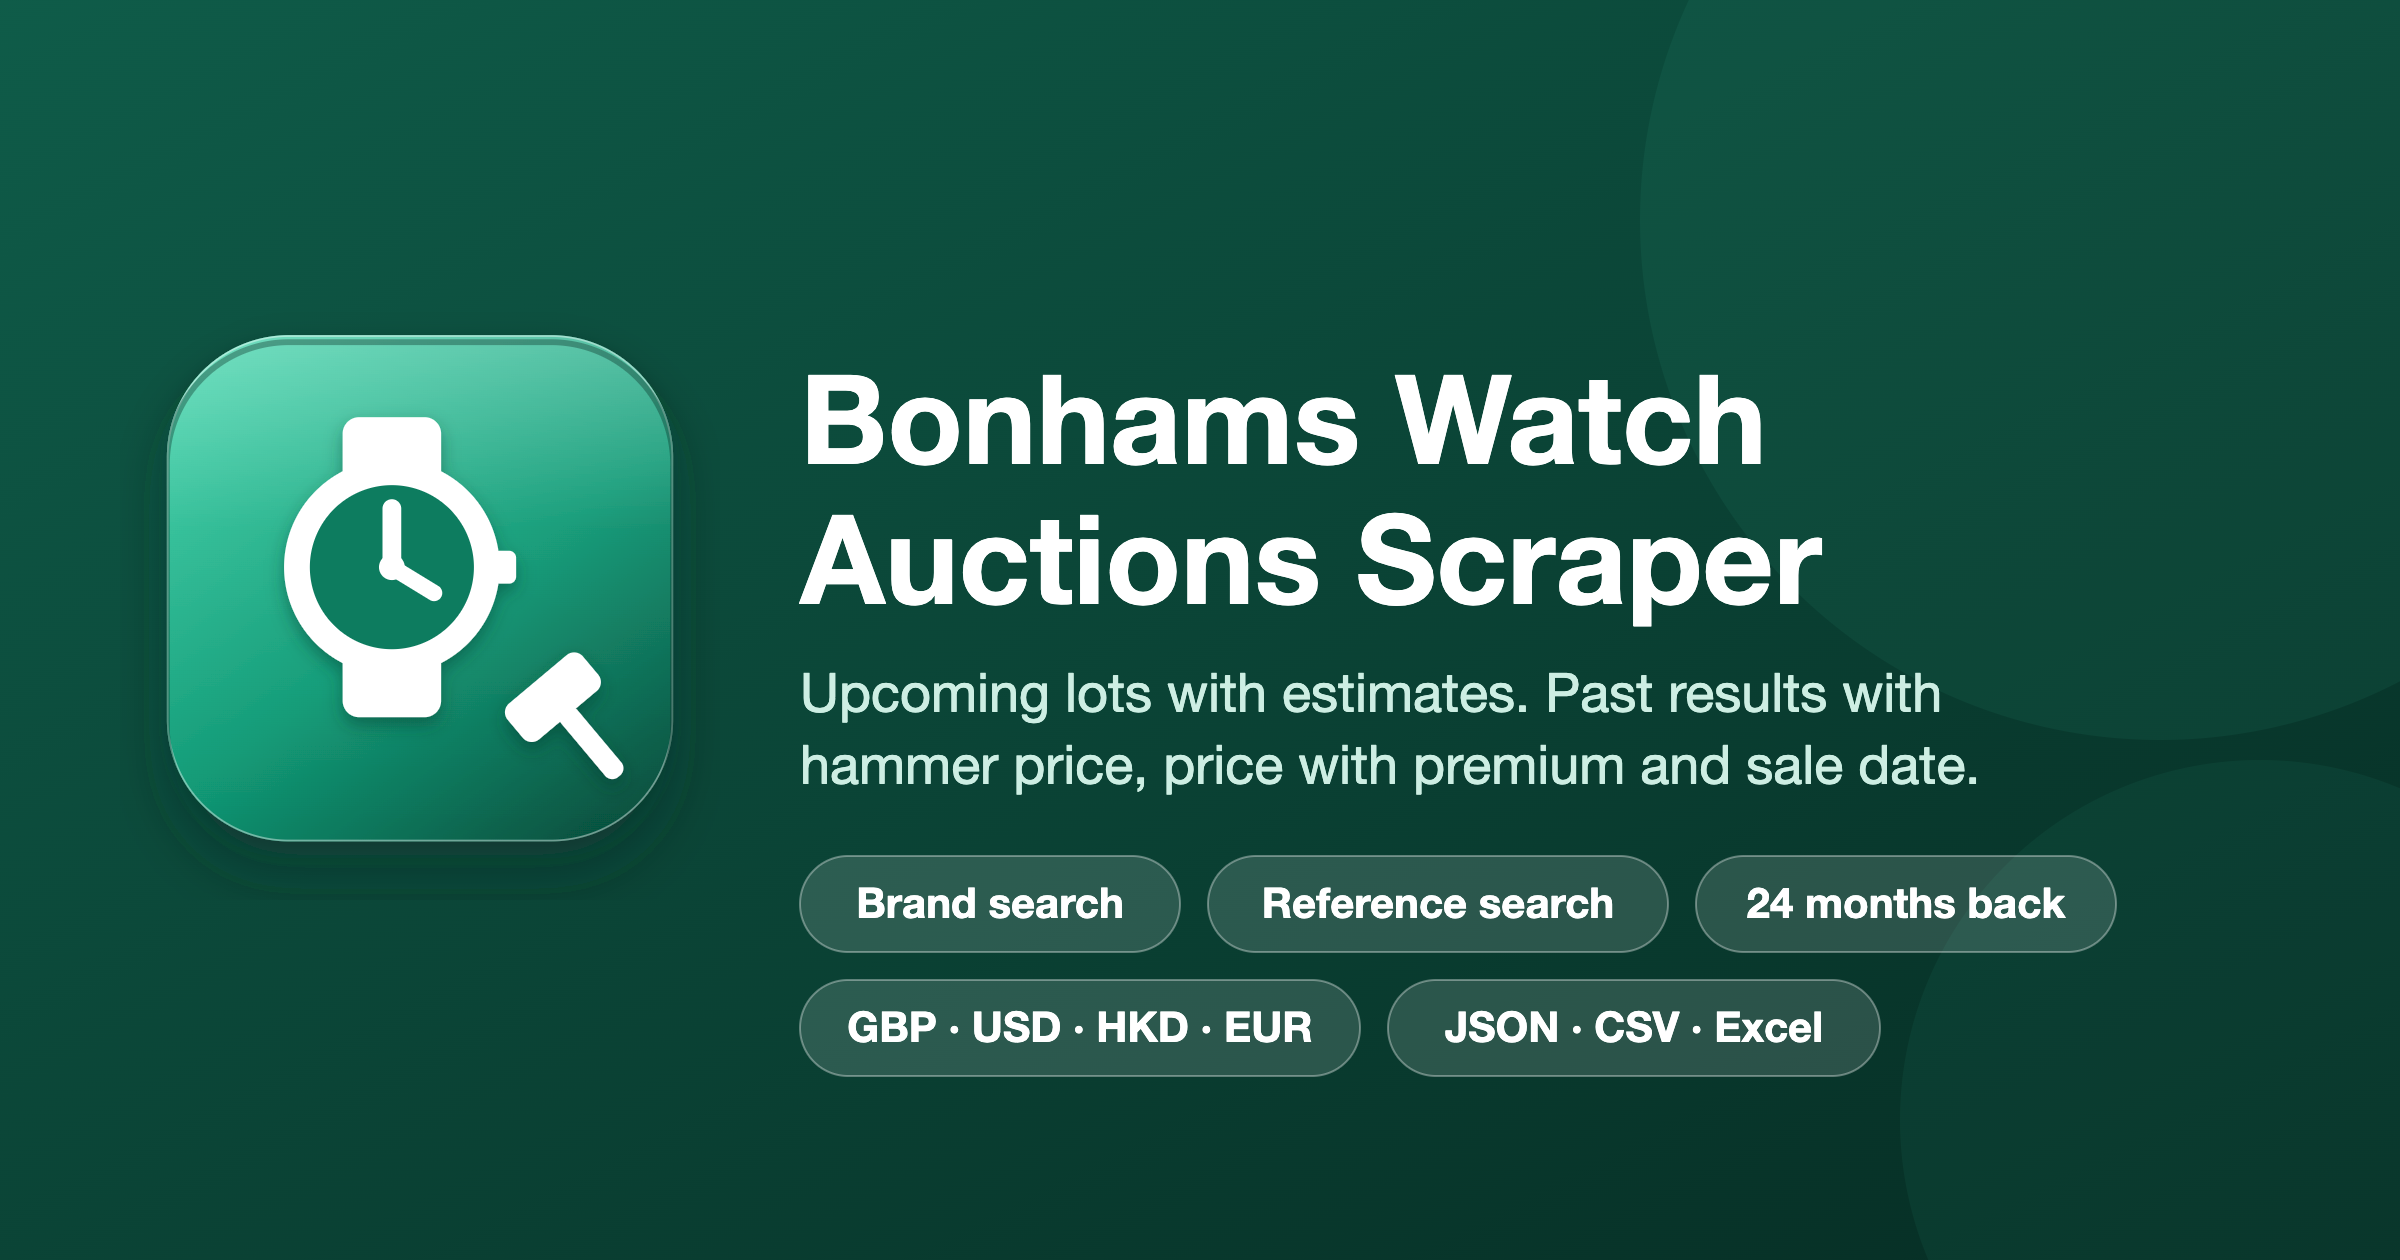 Bonhams Watch
Auctions Scraper
Upcoming lots with estimates. Past results with
hammer price, price with premium and sale date.
Brand search
Reference search
24 months back
GBP · USD · HKD · EUR
JSON · CSV · Excel